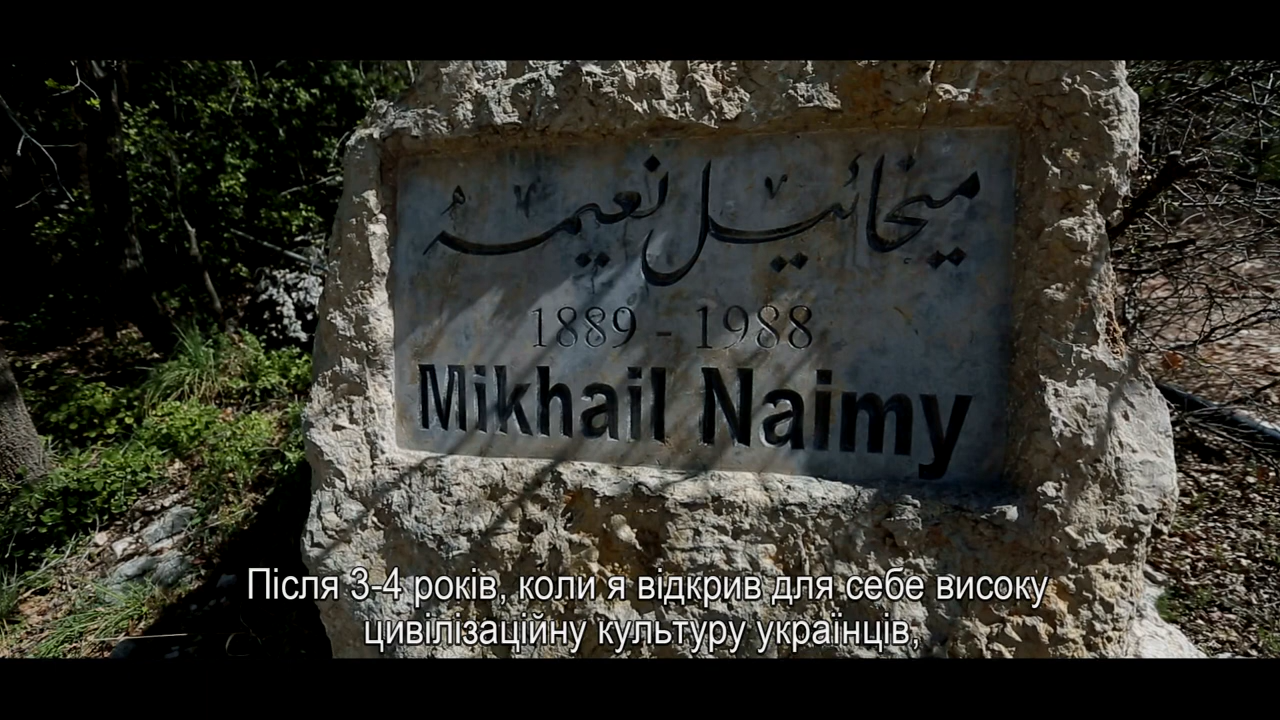 ميخائيل نعيمه
1889 - 1988
Mikhail Naimy
Після 3-4 років, коли я відкрив для себе високу
цивілізаційну культуру українців,